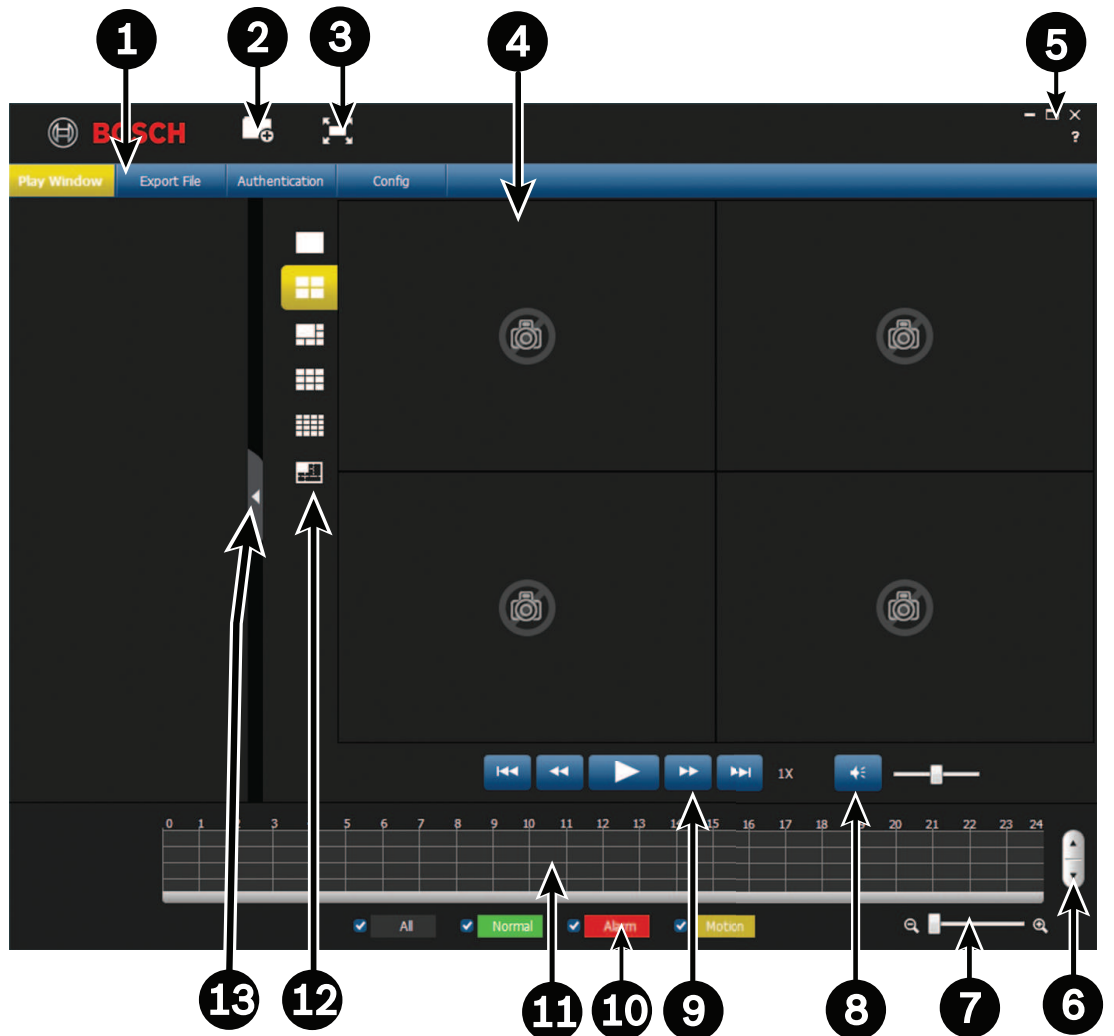 1 2 3 4 5
BOSCH
?
Play Window Export File Authentication Config
1X
0 1 2 3 5 6 7 8 9 10 11 12 13 14 15 16 17 18 19 20 21 22 23 24
All Normal Alarm Motion
13 12 11 10 9 8 7 6